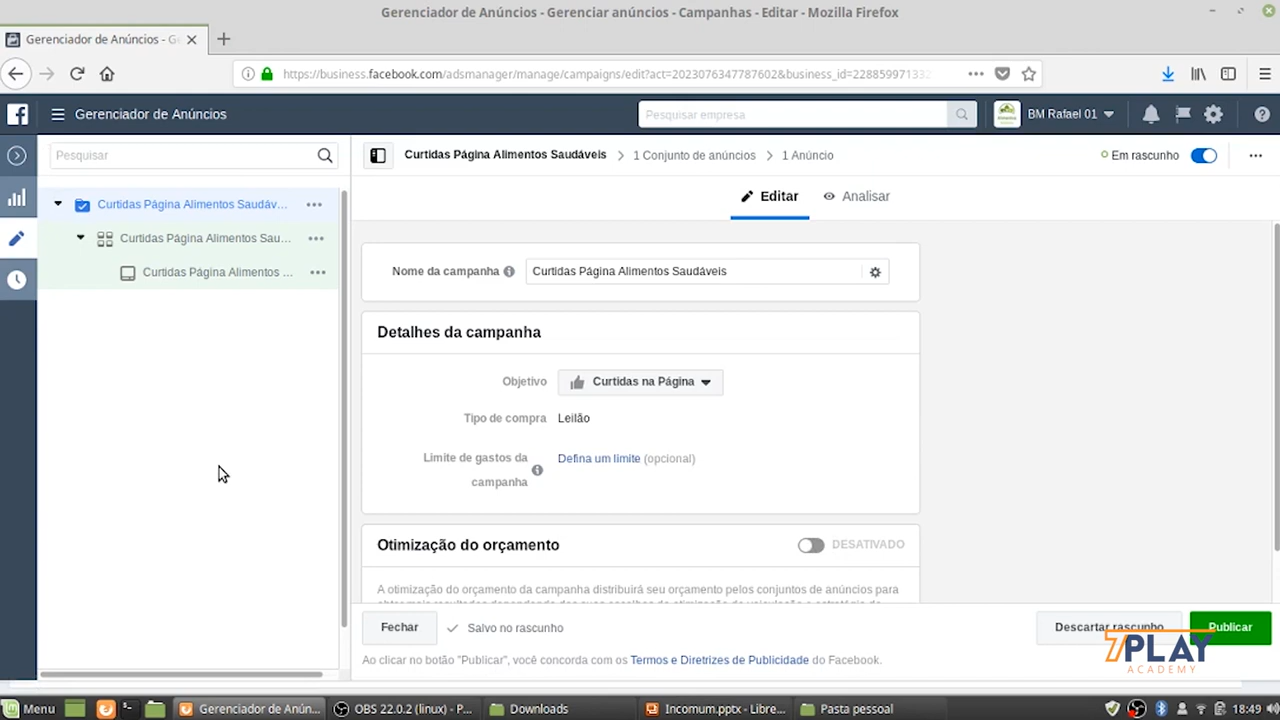 Gerenciador de Anúncios - Gerenciar anúncios - Campanhas - Editar - Mozilla Firefox
Gerenciador de Anúncios - G
https://business.facebook.com/adsmanager/manage/campaigns/edit?act=2023076347787602&business_id=228859971332
Gerenciador de Anúncios
Pesquisar empresa
BM Rafael 01
Pesquisar
Curtidas Página Alimentos Saudáveis
1 Conjunto de anúncios
1 Anúncio
Em rascunho
Curtidas Página Alimentos Saudáv...
Curtidas Página Alimentos Sau...
Curtidas Página Alimentos ...
Editar
Analisar
Nome da campanha
Curtidas Página Alimentos Saudáveis
Detalhes da campanha
Objetivo
Curtidas na Página
Tipo de compra
Leilão
Limite de gastos da
campanha
Defina um limite (opcional)
Otimização do orçamento
DESATIVADO
A otimização do orçamento da campanha distribuirá seu orçamento pelos conjuntos de anúncios para
Fechar
Salvo no rascunho
Descartar rascunho
Publicar
Ao clicar no botão "Publicar", você concorda com os Termos e Diretrizes de Publicidade do Facebook.
7PLAY
ACADEMY
Menu
Gerenciador de Anún...
OBS 22.0.2 (linux) - P...
Downloads
Incomum.pptx - Libre...
Pasta pessoal
18:49